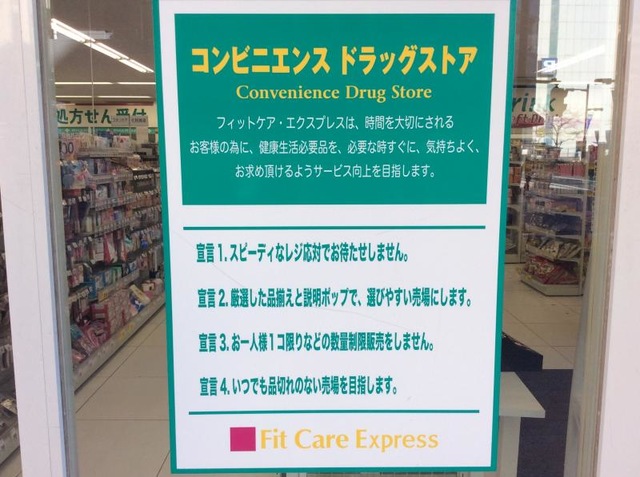 コンビニエンス ドラッグストア
Convenience Drug Store
フィットケア・エクスプレスは、時間を大切にされる
お客様の為に、健康生活必要品を、必要な時すぐに、気持ちよく、
お求め頂けるようサービス向上を目指します。
処方せん受付
宣言1.スピーディなレジ応対でお待たせしません。
宣言2.厳選した品揃えと説明ポップで、選びやすい売場にします。
宣言3.お一人様1コ限りなどの数量制限販売をしません。
宣言4.いつでも品切れのない売場を目指します。
Fit Care Express